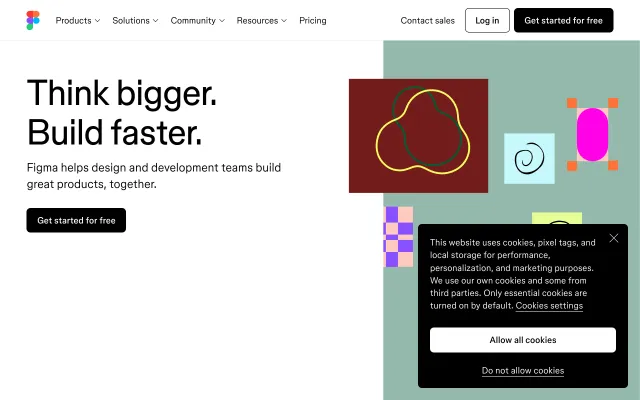 Products Solutions Community Resources Pricing Contact sales Log in Get started for free
Think bigger.
Build faster.
Figma helps design and development teams build
great products, together.
Get started for free
This website uses cookies, pixel tags, and
local storage for performance,
personalization, and marketing purposes.
We use our own cookies and some from
third parties. Only essential cookies are
turned on by default. Cookies settings
Allow all cookies
Do not allow cookies